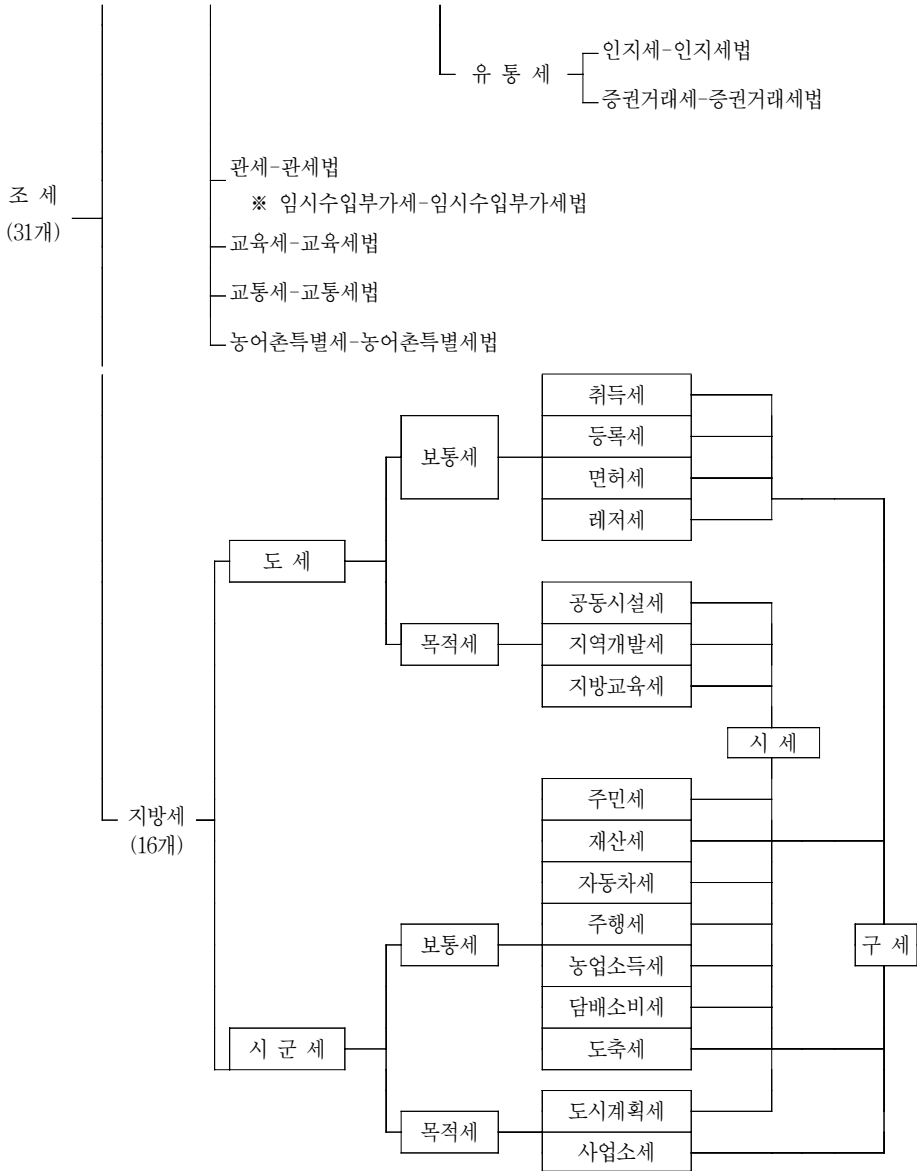 인지세-인지세법
유 통 세
증권거래세-증권거래세법
관세-관세법
※ 임시수입부가세-임시수입부가세법
조 세
(31개)
교육세-교육세법
교통세-교통세법
농어촌특별세-농어촌특별세법
취득세
등록세
보통세
면허세
레저세
도 세
공동시설세
목적세
지역개발세
지방교육세
시 세
주민세
지방세
(16개)
재산세
자동차세
주행세
보통세
구 세
농업소득세
담배소비세
시 군 세
도축세
도시계획세
목적세
사업소세